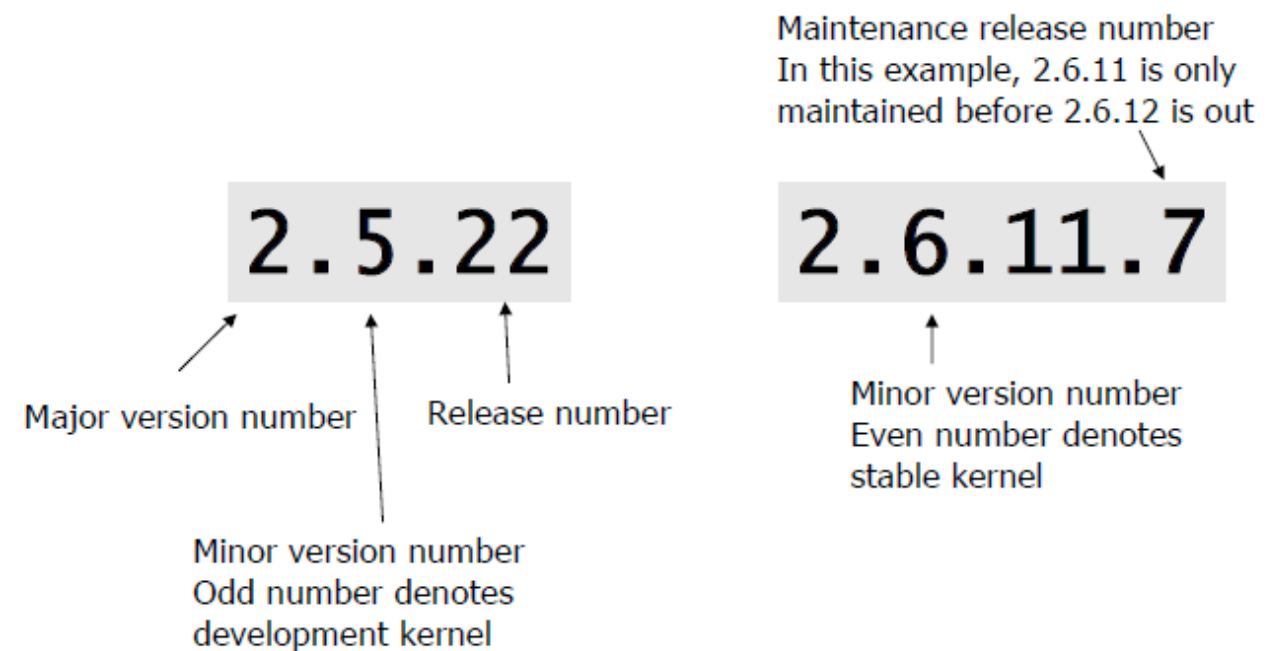 Maintenance release number
In this example, 2.6.11 is only
maintained before 2.6.12 is out
2.5.22
2.6.11.7
Major version number
Release number
Minor version number
Even number denotes
stable kernel
Minor version number
Odd number denotes
development kernel